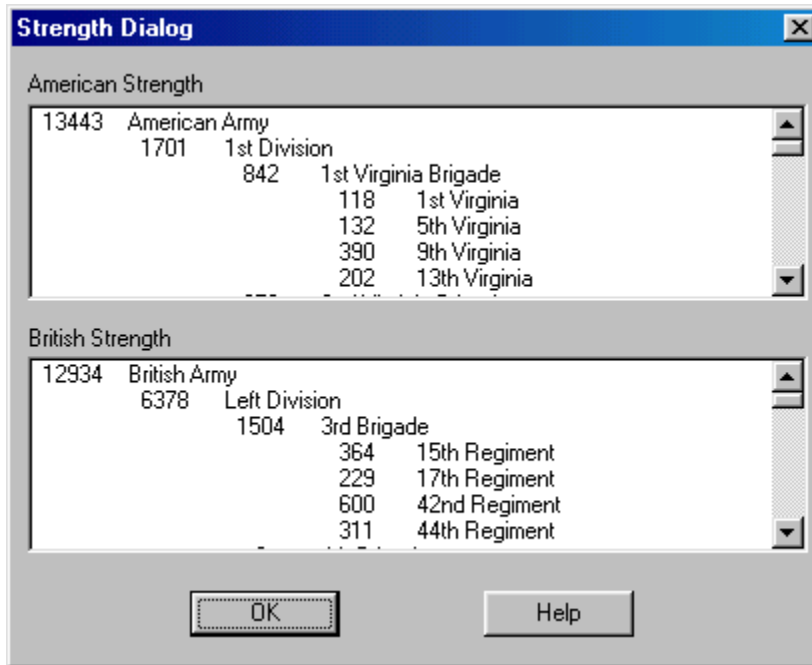 Strength Dialog
American Strength
13443 American Army
1701 1st Division
842 1st Virginia Brigade
118 1st Virginia
132 5th Virginia
390 9th Virginia
202 13th Virginia
British Strength
12934 British Army
6378 Left Division
1504 3rd Brigade
364 15th Regiment
229 17th Regiment
600 42nd Regiment
311 44th Regiment
OK Help